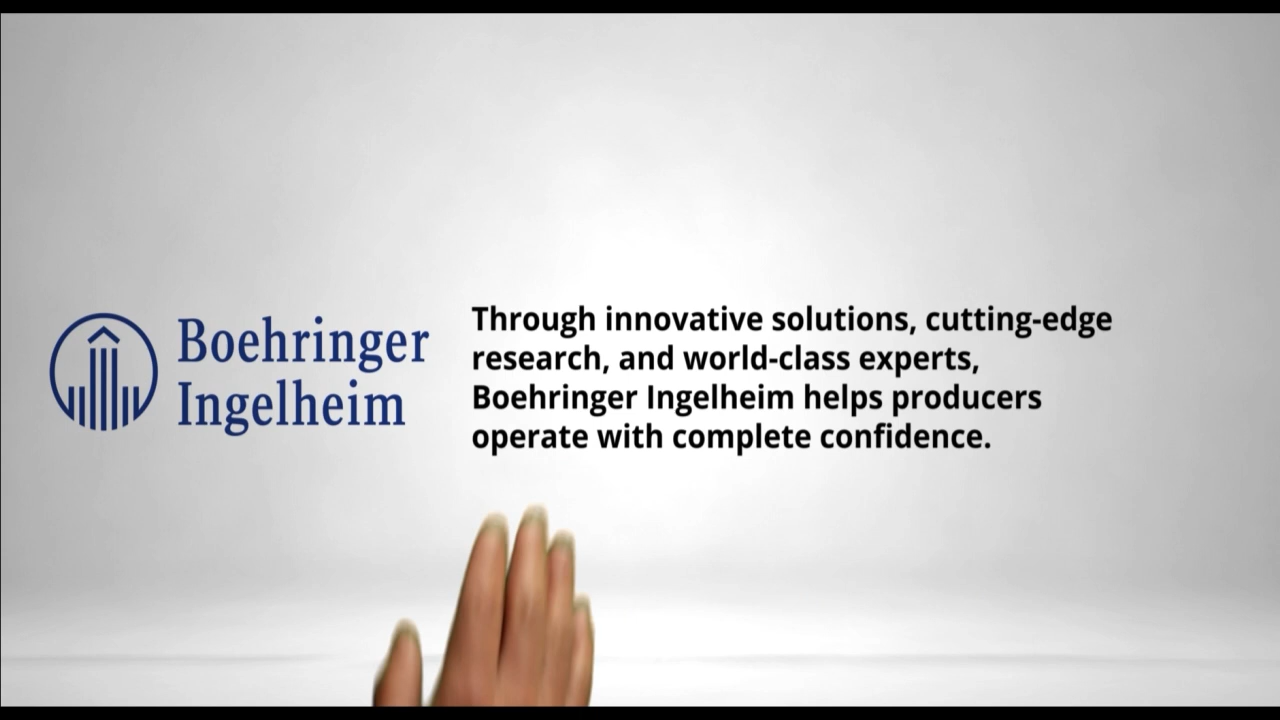 Boehringer
Ingelheim
Through innovative solutions, cutting-edge
research, and world-class experts,
Boehringer Ingelheim helps producers
operate with complete confidence.